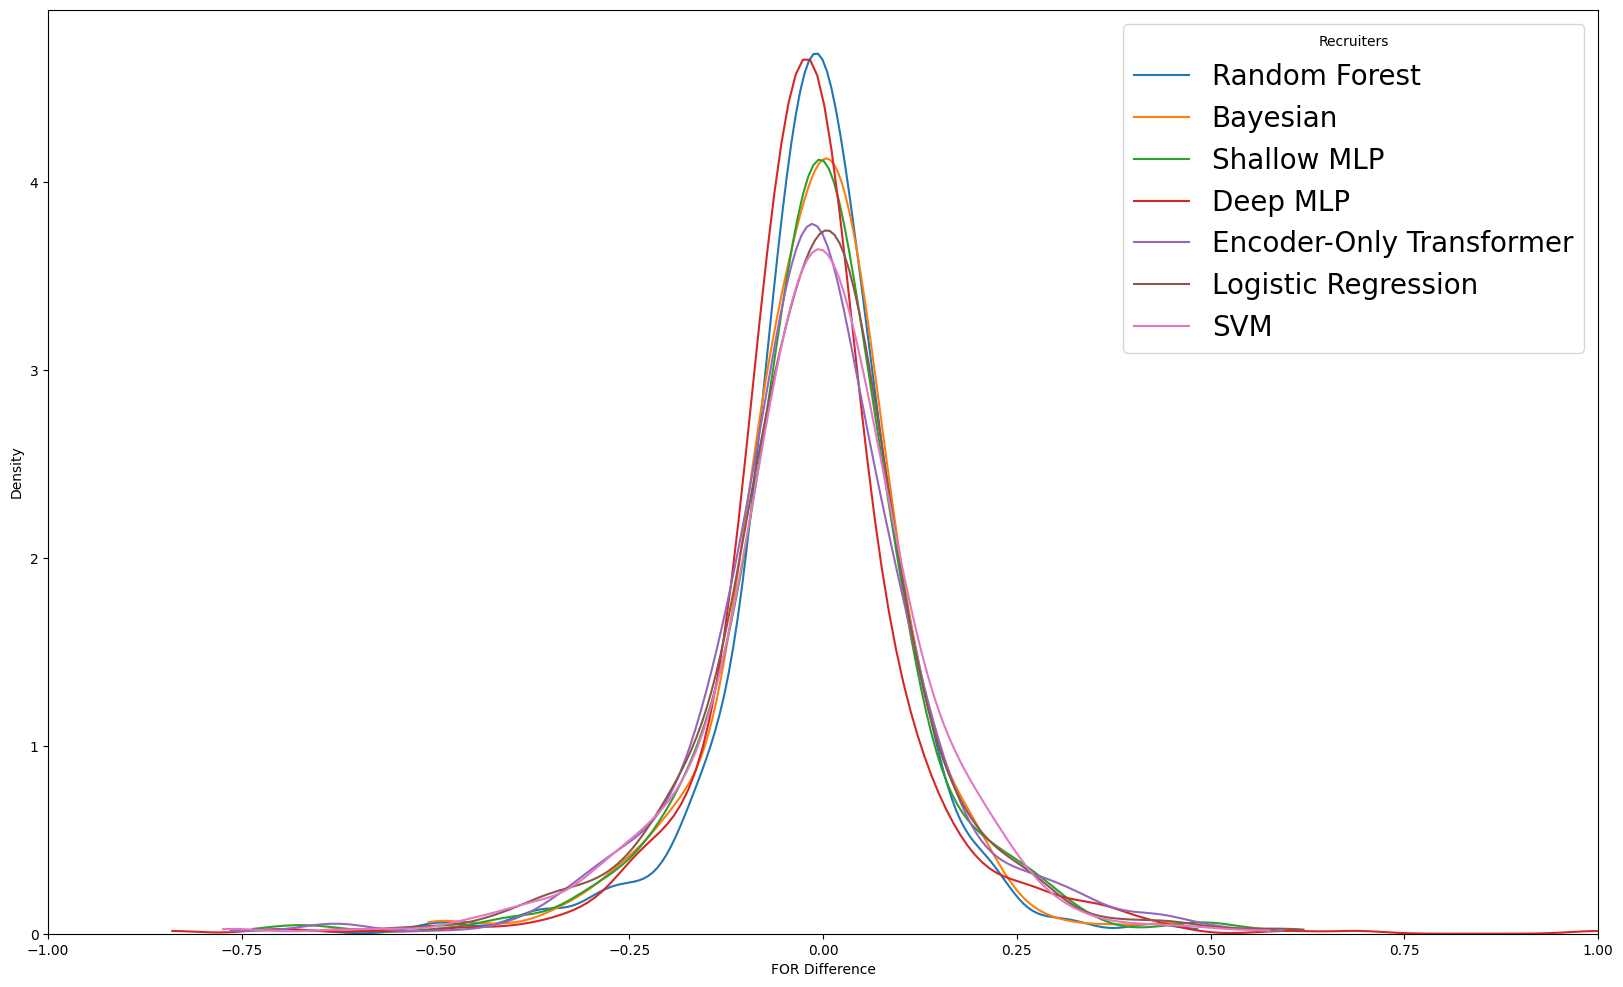 Recruiters
Random Forest
Bayesian
Shallow MLP
Deep MLP
Encoder-Only Transformer
Logistic Regression
SVM
Density
4
3
2
1
0
−1.00 −0.75 −0.50 −0.25 0.00 0.25 0.50 0.75 1.00
FOR Difference